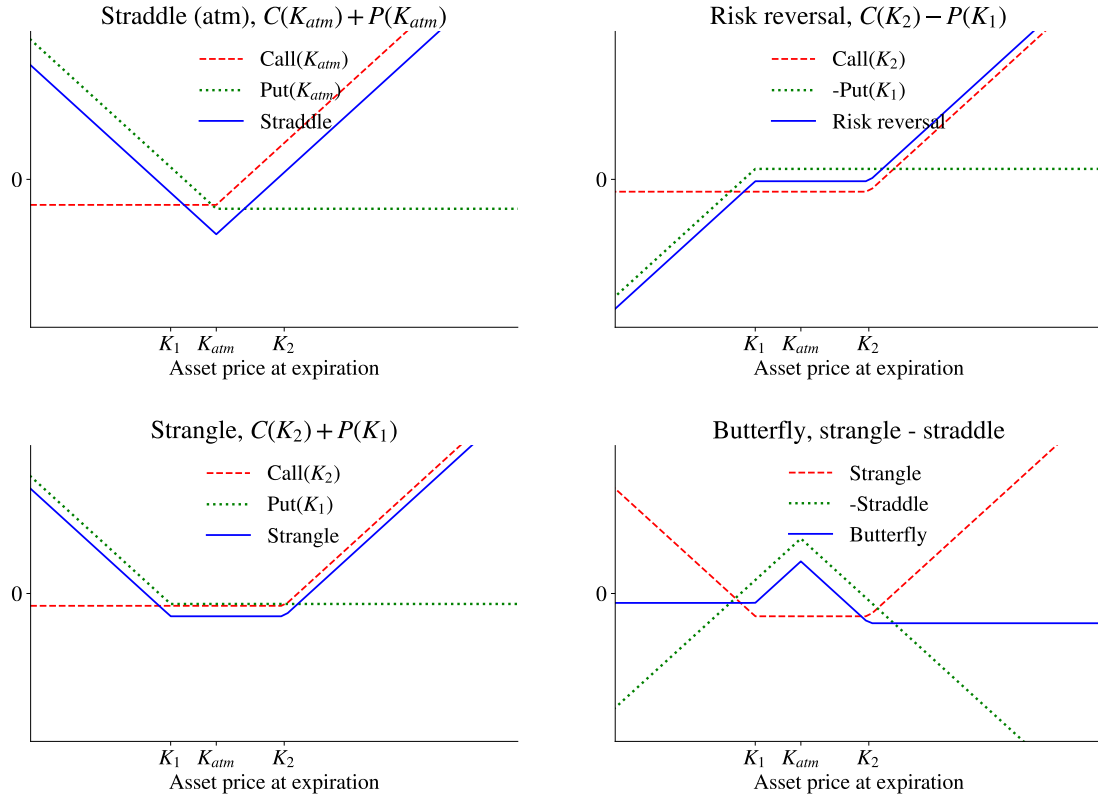 Straddle (atm), C(K_atm) + P(K_atm)
Call(K_atm)
Put(K_atm)
Straddle
0
K_1 K_atm K_2
Asset price at expiration
Risk reversal, C(K_2) − P(K_1)
Call(K_2)
-Put(K_1)
Risk reversal
0
K_1 K_atm K_2
Asset price at expiration
Strangle, C(K_2) + P(K_1)
Call(K_2)
Put(K_1)
Strangle
0
K_1 K_atm K_2
Asset price at expiration
Butterfly, strangle - straddle
Strangle
-Straddle
Butterfly
0
K_1 K_atm K_2
Asset price at expiration